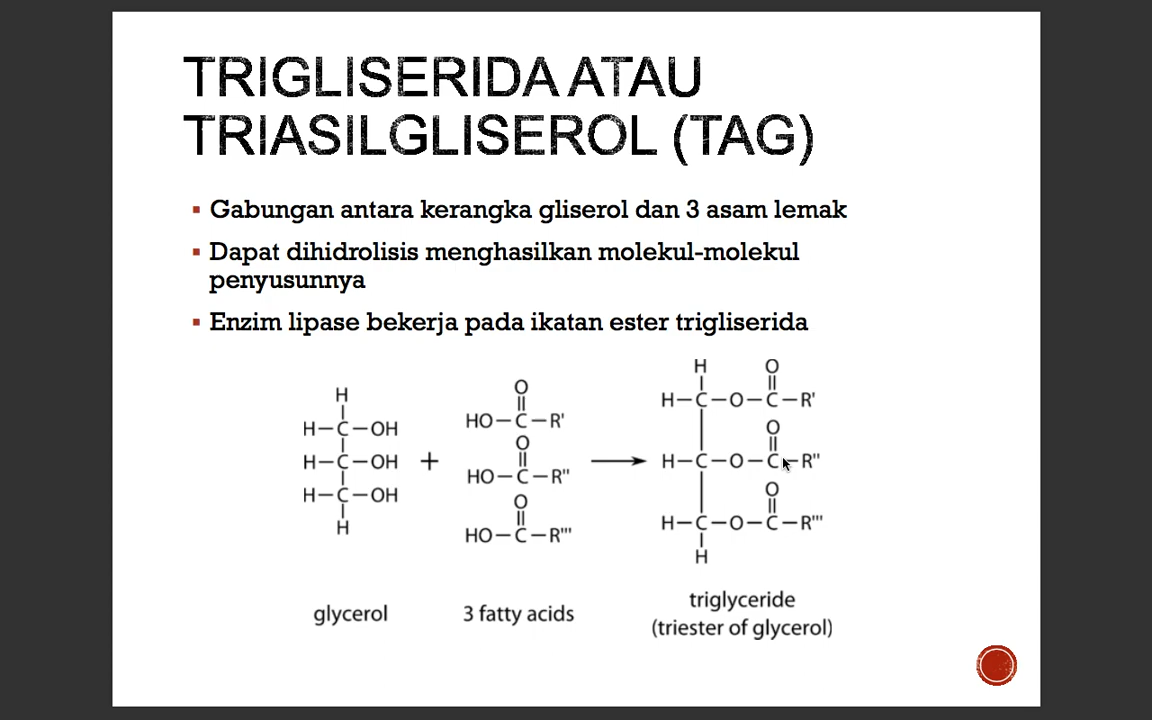 TRIGLISERIDA ATAU
TRIASILGLISEROL (TAG)
Gabungan antara kerangka gliserol dan 3 asam lemak
Dapat dihidrolisis menghasilkan molekul-molekul
penyusunnya
Enzim lipase bekerja pada ikatan ester trigliserida
H
H–C–OH
H–C–OH
H–C–OH
H
+
O
HO–C–R'
O
HO–C–R''
O
HO–C–R'''
H O
H–C–O–C–R'
O
H–C–O–C–R''
O
H–C–O–C–R'''
H
glycerol
3 fatty acids
triglyceride
(triester of glycerol)